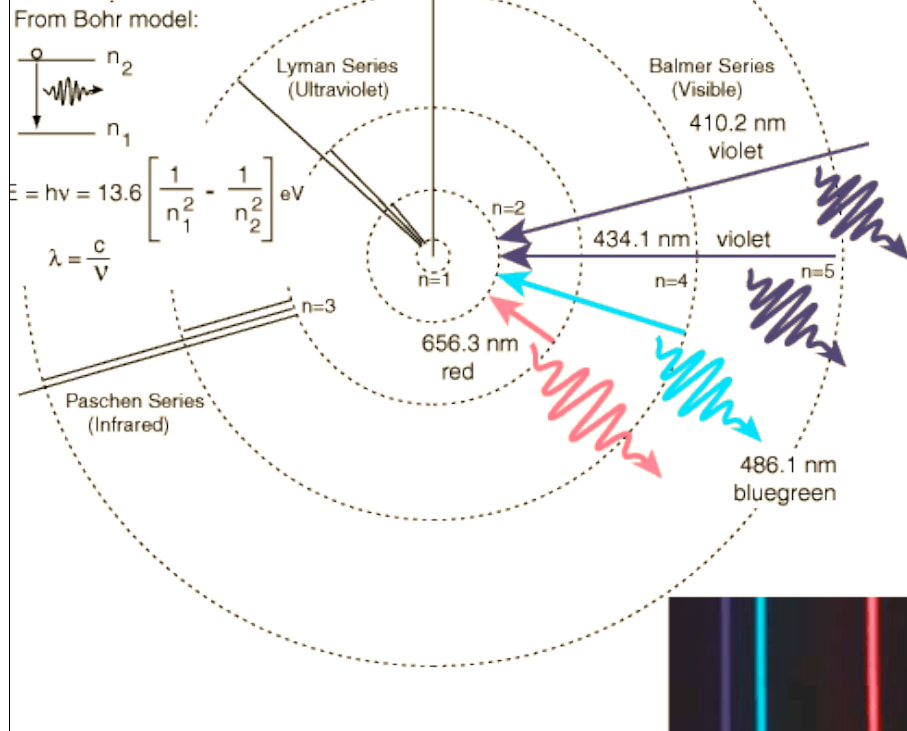 From Bohr model:
n2
n1
E = hν = 13.6 [ 1/n1² - 1/n2² ] eV
λ = c/ν
Lyman Series
(Ultraviolet)
Balmer Series
(Visible)
410.2 nm
violet
n=2
434.1 nm violet
n=1
n=4
n=5
n=3
656.3 nm
red
Paschen Series
(Infrared)
486.1 nm
bluegreen